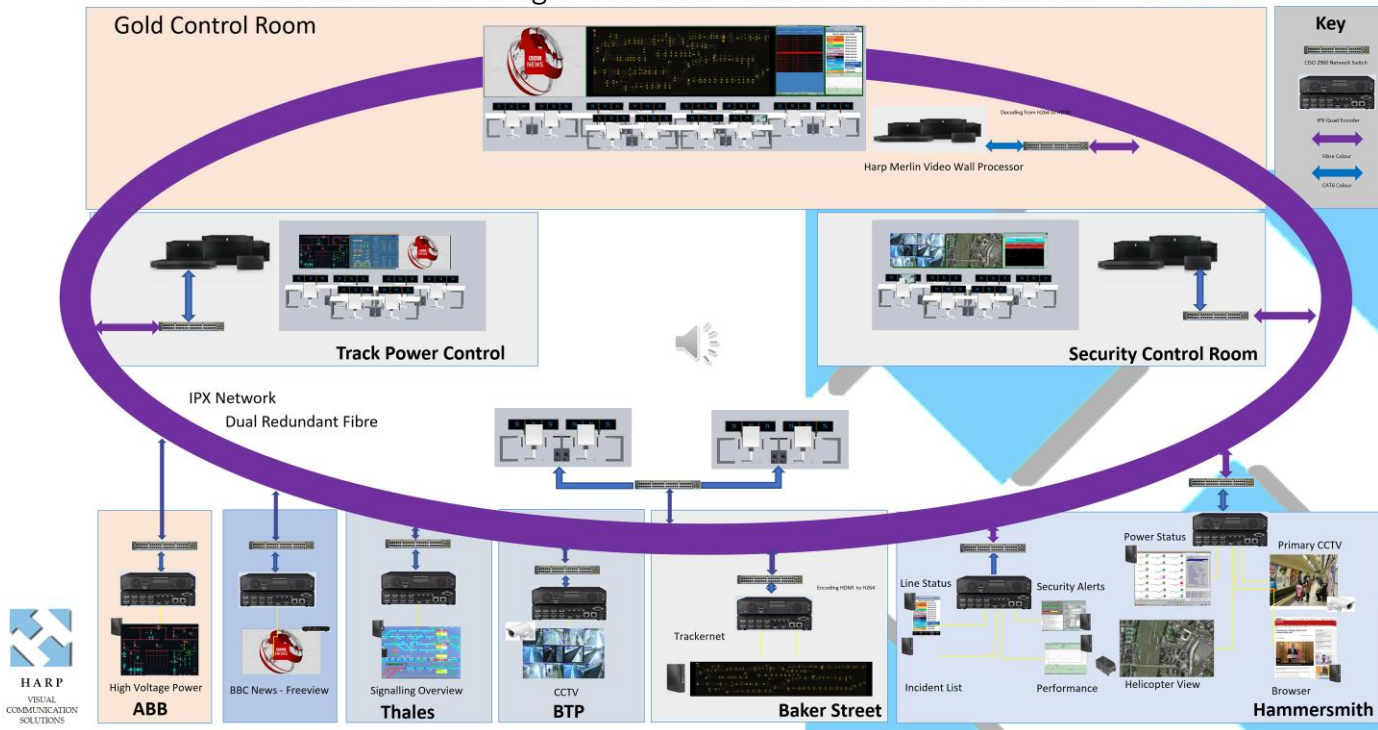 Gold Control Room
BBC
NEWS
Decoding from H264 to HDMI
Harp Merlin Video Wall Processor
Key
CISO 2960 Network Switch
IPX Quad Encoder
Fibre Colour
CAT6 Colour
Track Power Control
Security Control Room
IPX Network
Dual Redundant Fibre
High Voltage Power
ABB
BBC News - Freeview
Signalling Overview
Thales
CCTV
BTP
Encoding HDMI to H264
Trackernet
Baker Street
Power Status
Primary CCTV
Line Status
Security Alerts
Incident List
Performance
Helicopter View
Browser
Hammersmith
HARP
VISUAL
COMMUNICATION
SOLUTIONS